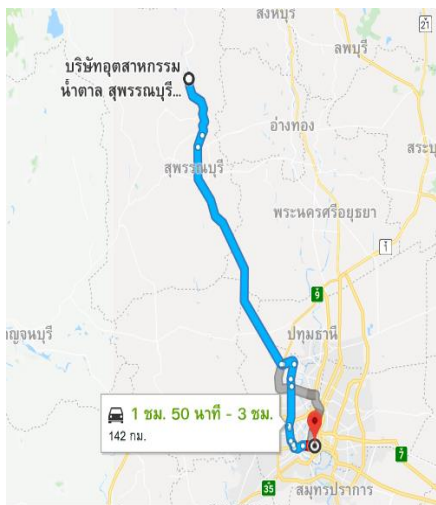 สิงห์บุรี
21
ลพบุรี
บริษัทอุตสาหกรรม
น้ำตาล สุพรรณบุรี...
อ่างทอง
สระบุ
สุพรรณบุรี
พระนครศรีอยุธยา
1
9
ปทุมธานี
าญจนบุรี
1 ชม. 50 นาที - 3 ชม.
142 กม.
7
35
สมุทรปราการ